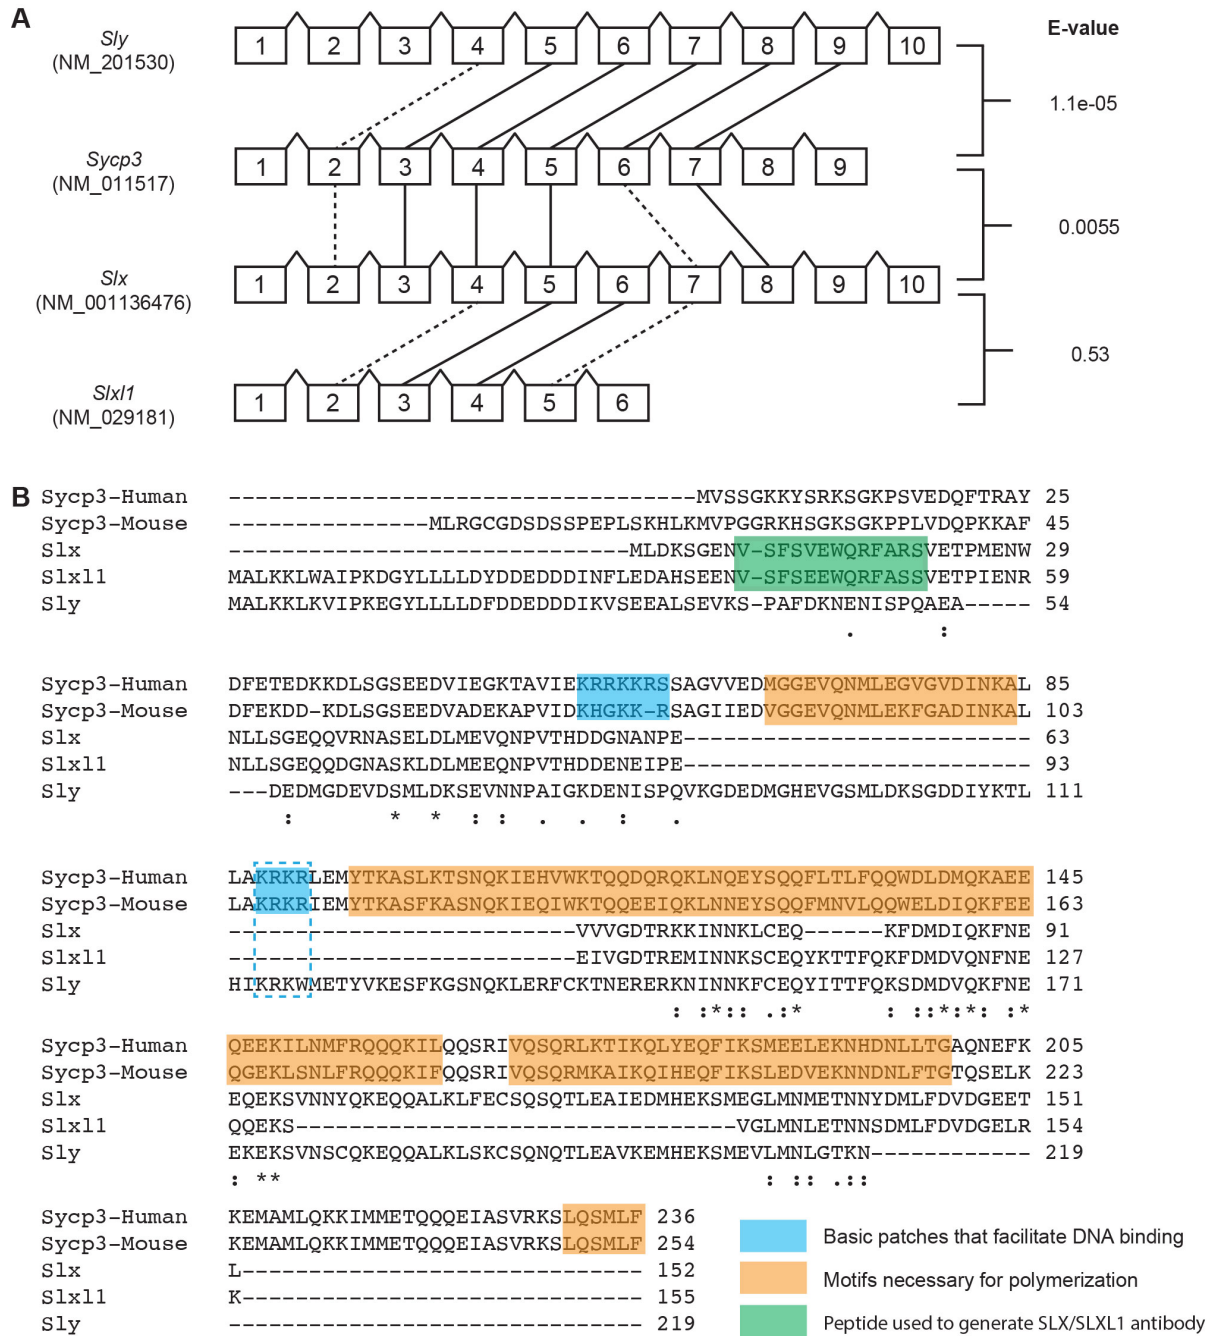 A
E-value
Sly
(NM_201530)
1 2 3 4 5 6 7 8 9 10
1.1e-05
Sycp3
(NM_011517)
1 2 3 4 5 6 7 8 9
0.0055
Slx
(NM_001136476)
1 2 3 4 5 6 7 8 9 10
0.53
Slxl1
(NM_029181)
1 2 3 4 5 6
B
Sycp3-Human -----------------------------------MVSSGKKYSRKSGKPSVEDQFTRAY 25
Sycp3-Mouse ---------------MLRGCGDSDSSPEPLSKHLKMVPGGRKHSGKSGKPPLVDQPKKAF 45
Slx ------------------------------MLDKSGENV-SFSVEWQRFARSVETPMENW 29
Slxl1 MALKKLWAIPKDGYLLLLDYDDEDDDINFLEDAHSEENV-SFSEEWQRFASSVETPIENR 59
Sly MALKKLKVIPKEGYLLLLDFDDEDDDIKVSEEALSEVKS-PAFDKNENISPQAEA----- 54
. :
Sycp3-Human DFETEDKKDLSGSEEDVIEGKTAVIEKRRKKRSSAGVVEDMGGEVQNMLEGVGVDINKAL 85
Sycp3-Mouse DFEKDD-KDLSGSEEDVADEKAPVIDKHGKK-RSAGIIEDVGGEVQNMLEKFGADINKAL 103
Slx NLLSGEQQVRNASELDLMEVQNPVTHDDGNANPE-------------------------- 63
Slxl1 NLLSGEQQDGNASKLDLMEEQNPVTHDDENEIPE-------------------------- 93
Sly ---DEDMGDEVDSMLDKSEVNNPAIGKDENISPQVKGDEDMGHEVGSMLDKSGDDIYKTL 111
: * * : : . . : .
Sycp3-Human LAKRKRLEMYTKASLKTSNQKIEHVWKTQQDQRQKLNQEYSQQFLTLFQQWDLDMQKAEE 145
Sycp3-Mouse LAKRKRIEMYTKASFKASNQKIEQIWKTQQEEIQKLNNEYSQQFMNVLQQWELDIQKFEE 163
Slx --------------------------VVVGDTRKKINNKLCEQ------KFDMDIQKFNE 91
Slxl1 --------------------------EIVGDTREMINNKSCEQYKTTFQKFDMDVQNFNE 127
Sly HIKRKWMETYVKESFKGSNQKLERFCKTNERERKNINNKFCEQYITTFQKSDMDVQKFNE 171
: :*:: .:* : ::*:*: :*
Sycp3-Human QEEKILNMFRQQQKILQQSRIVQSQRLKTIKQLYEQFIKSMEELEKNHDNLLTGAQNEFK 205
Sycp3-Mouse QGEKLSNLFRQQQKIFQQSRIVQSQRMKAIKQIHEQFIKSLEDVEKNNDNLFTGTQSELK 223
Slx EQEKSVNNYQKEQQALKLFECSQSQTLEAIEDMHEKSMEGLMNMETNNYDMLFDVDGEET 151
Slxl1 QQEKS---------------------------------VGLMNLETNNSDMLFDVDGELR 154
Sly EKEKSVNSCQKEQQALKLSKCSQNQTLEAVKEMHEKSMEVLMNLGTKN------------ 219
: ** : :: .::
Sycp3-Human KEMAMLQKKIMMETQQQEIASVRKSLQSMLF 236
Sycp3-Mouse KEMAMLQKKIMMETQQQEIASVRKSLQSMLF 254
Slx L------------------------------ 152
Slxl1 K------------------------------ 155
Sly ------------------------------- 219
Basic patches that facilitate DNA binding
Motifs necessary for polymerization
Peptide used to generate SLX/SLXL1 antibody